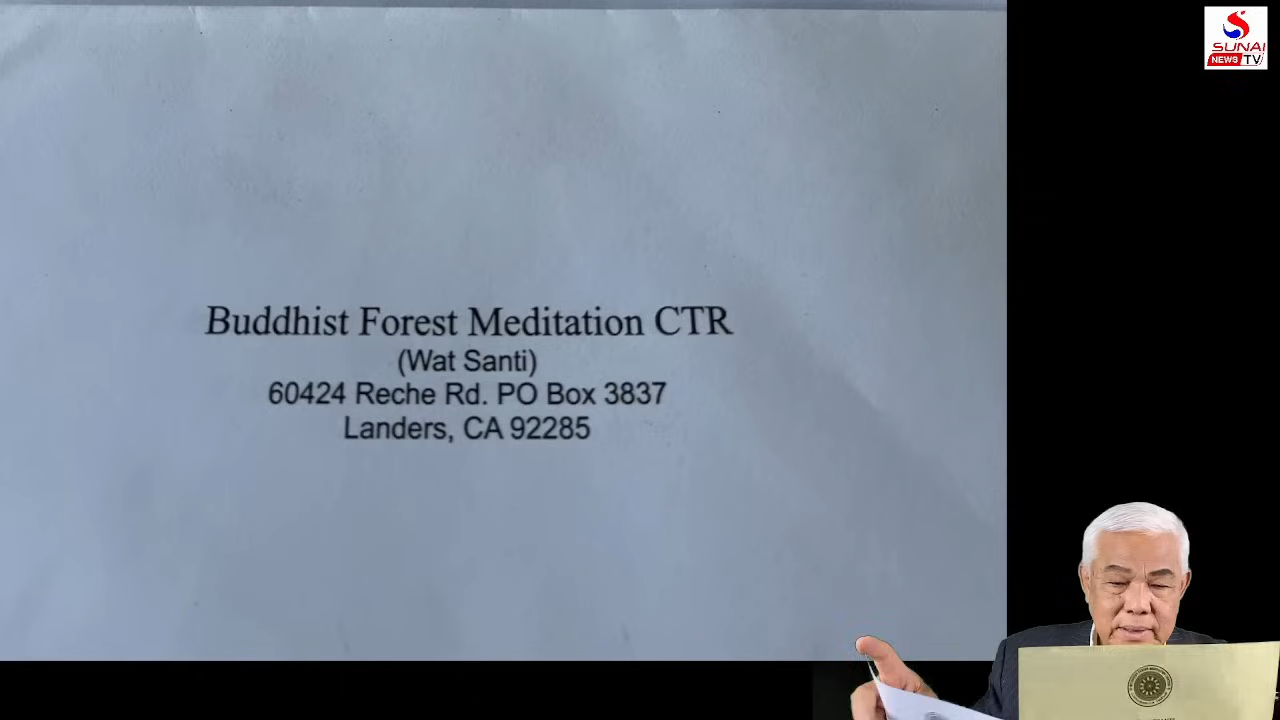 SUNAI
NEWS TV
Buddhist Forest Meditation CTR
(Wat Santi)
60424 Reche Rd. PO Box 3837
Landers, CA 92285